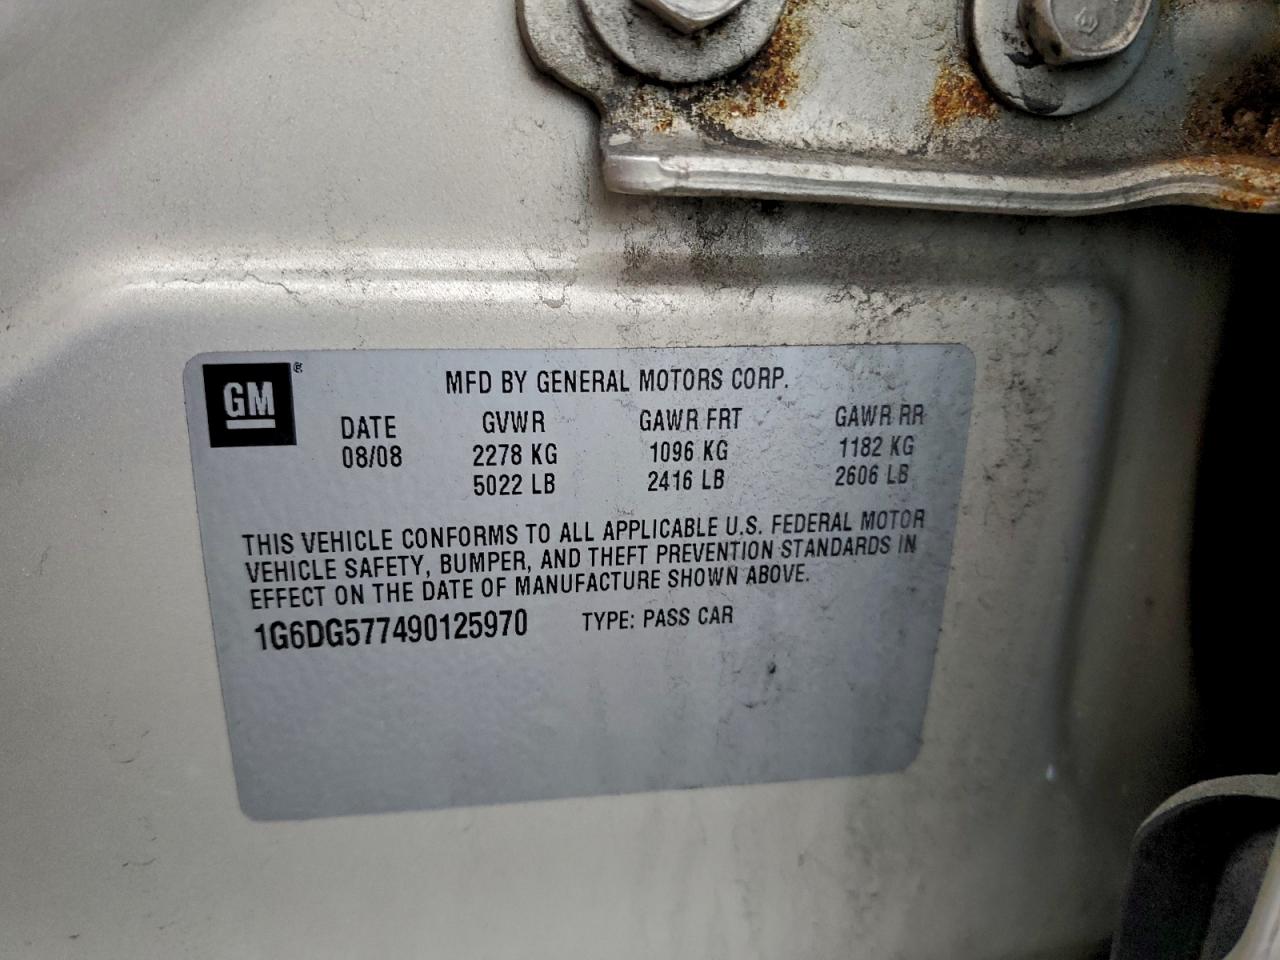 GM®
MFD BY GENERAL MOTORS CORP.
DATE GVWR GAWR FRT GAWR RR
08/08 2278 KG 1096 KG 1182 KG
5022 LB 2416 LB 2606 LB
THIS VEHICLE CONFORMS TO ALL APPLICABLE U.S. FEDERAL MOTOR
VEHICLE SAFETY, BUMPER, AND THEFT PREVENTION STANDARDS IN
EFFECT ON THE DATE OF MANUFACTURE SHOWN ABOVE.
1G6DG577490125970 TYPE: PASS CAR